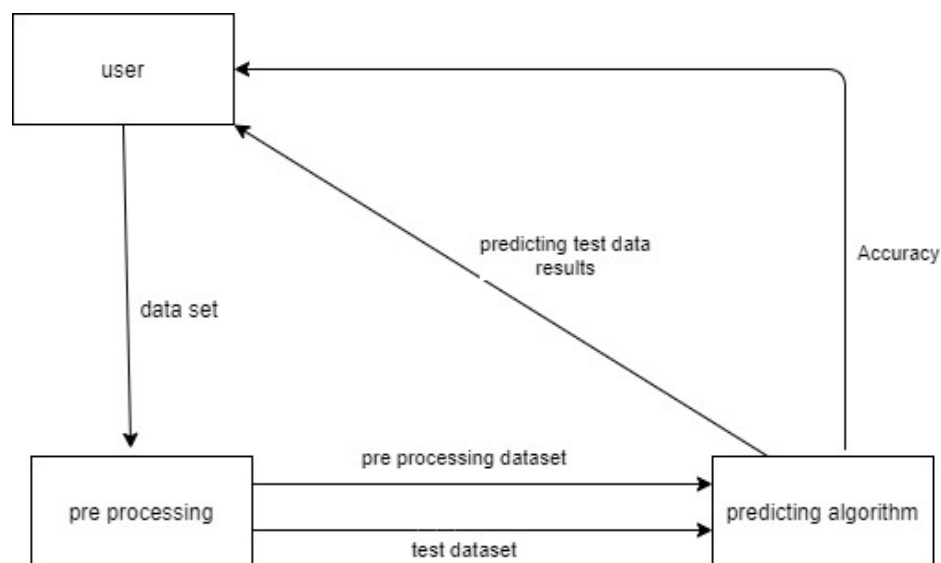 user
predicting test data
results
Accuracy
data set
pre processing dataset
pre processing
predicting algorithm
test dataset